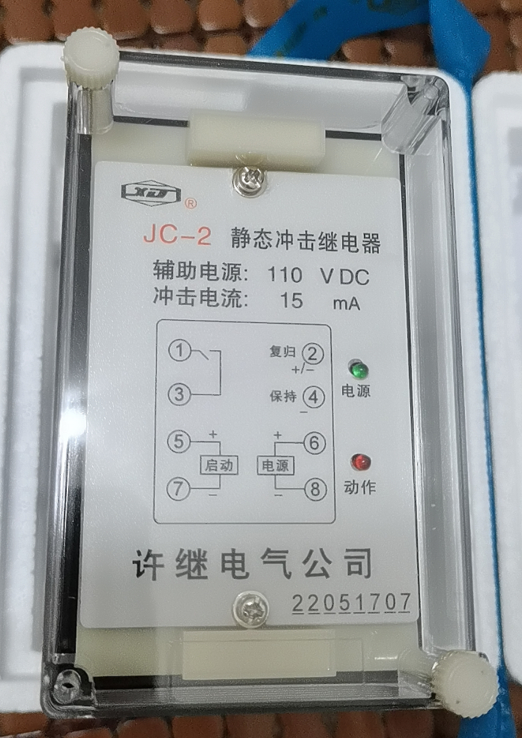 XJ ®
JC-2 静态冲击继电器
辅助电源: 110 V DC
冲击电流: 15 mA
① 复归 ②
+/-
③ 保持 ④
-
电源
⑤ + + ⑥
启动 电源
⑦ - - ⑧
动作
许继电气公司
22051707